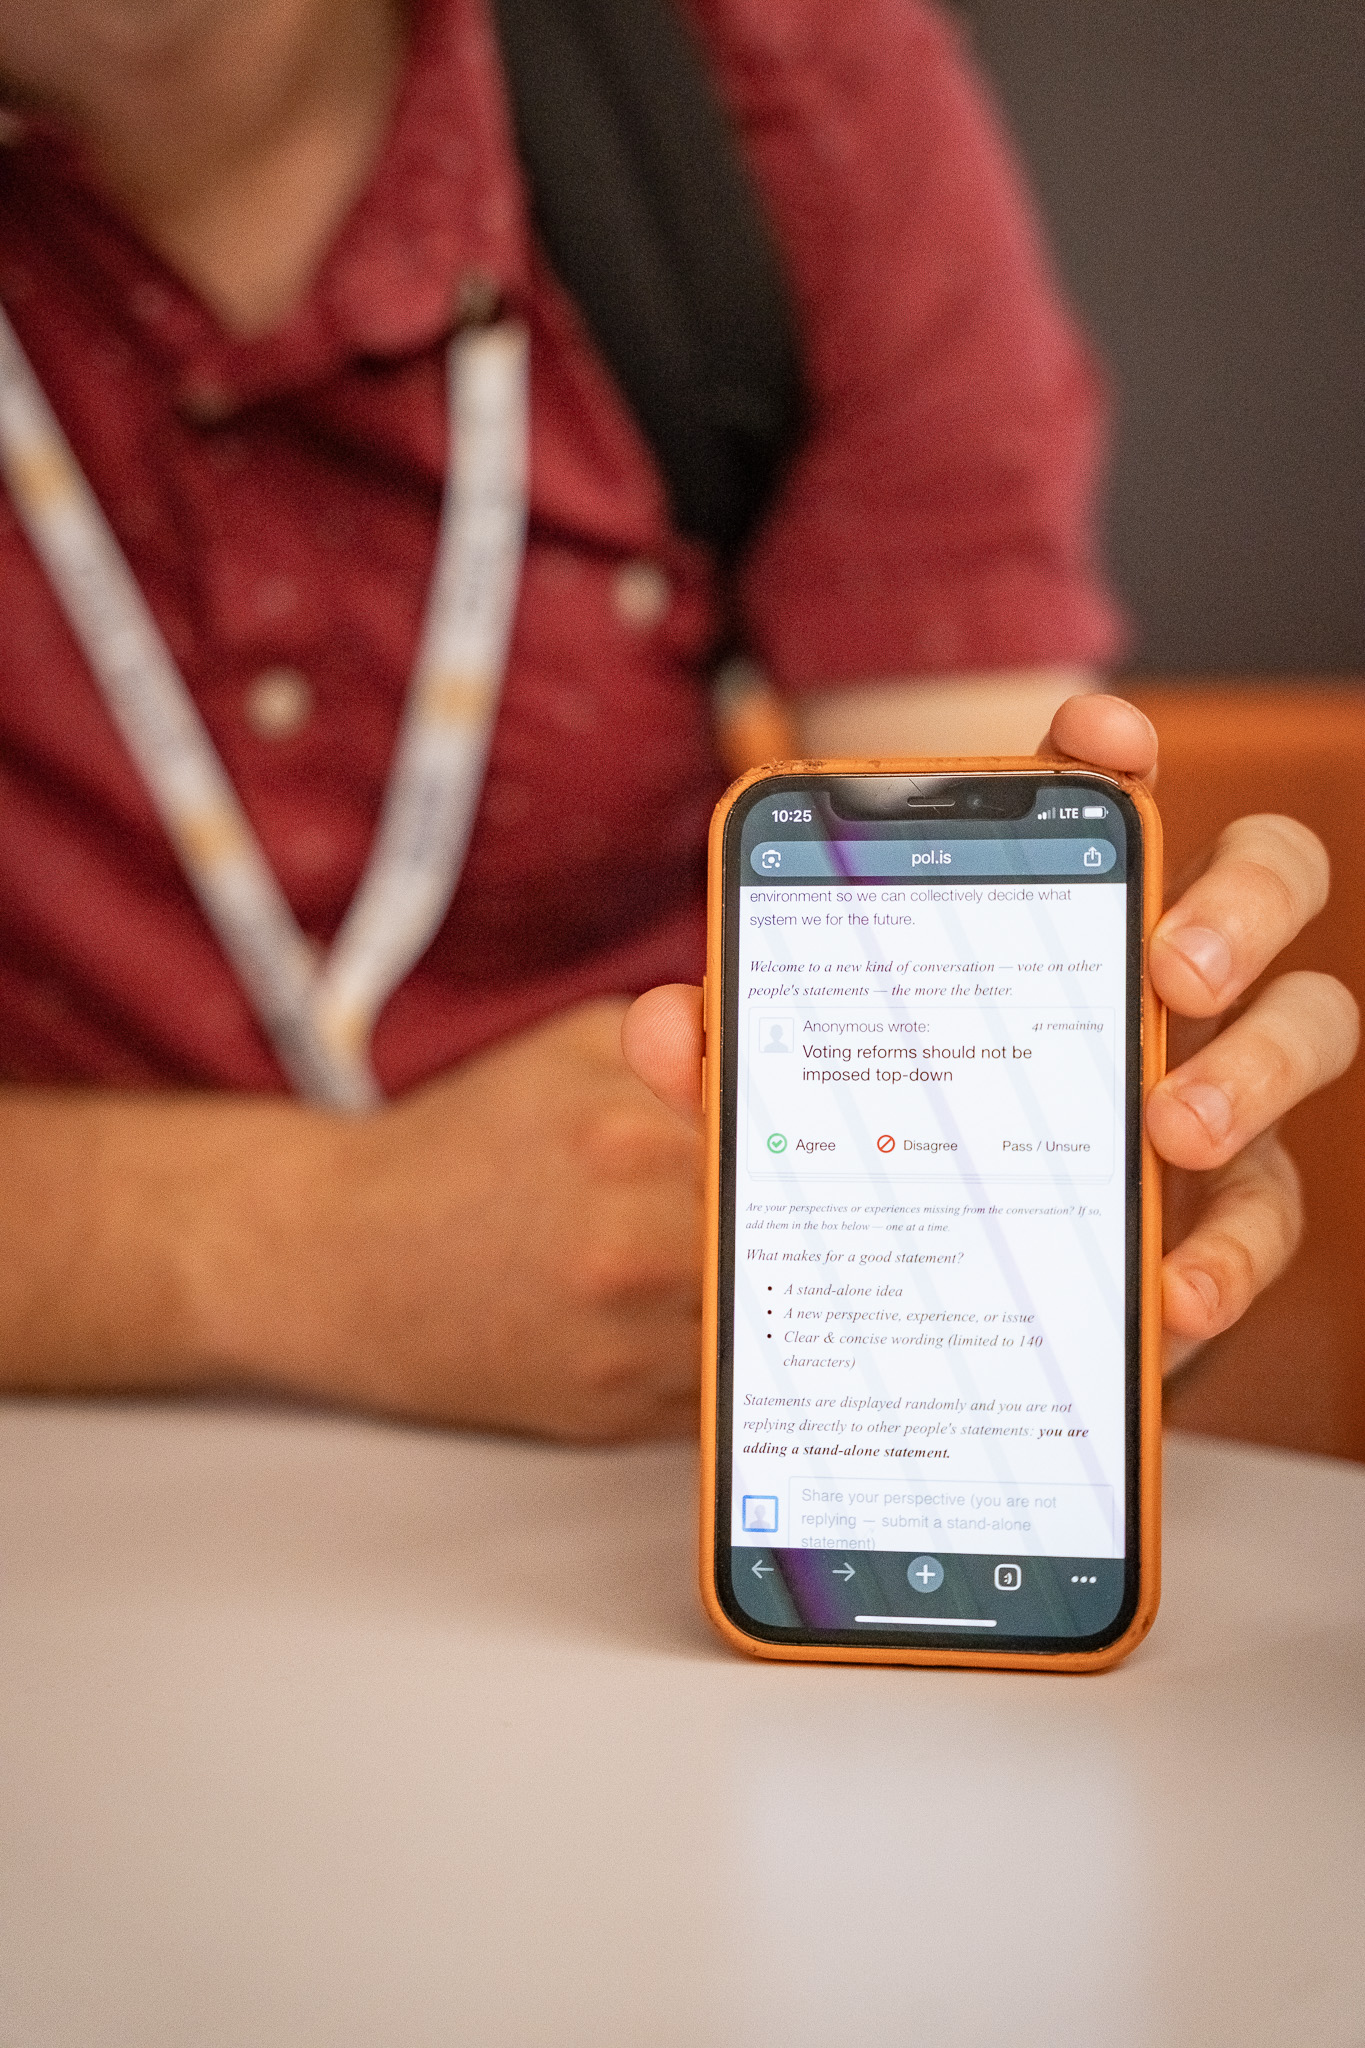 10:25
LTE
pol.is
environment so we can collectively decide what
system we for the future.
Welcome to a new kind of conversation — vote on other
people's statements — the more the better.
Anonymous wrote:
41 remaining
Voting reforms should not be
imposed top-down
Agree
Disagree
Pass / Unsure
Are your perspectives or experiences missing from the conversation? If so,
add them in the box below — one at a time.
What makes for a good statement?
• A stand-alone idea
• A new perspective, experience, or issue
• Clear & concise wording (limited to 140
characters)
Statements are displayed randomly and you are not
replying directly to other people's statements: you are
adding a stand-alone statement.
Share your perspective (you are not
replying — submit a stand-alone
statement)
:)